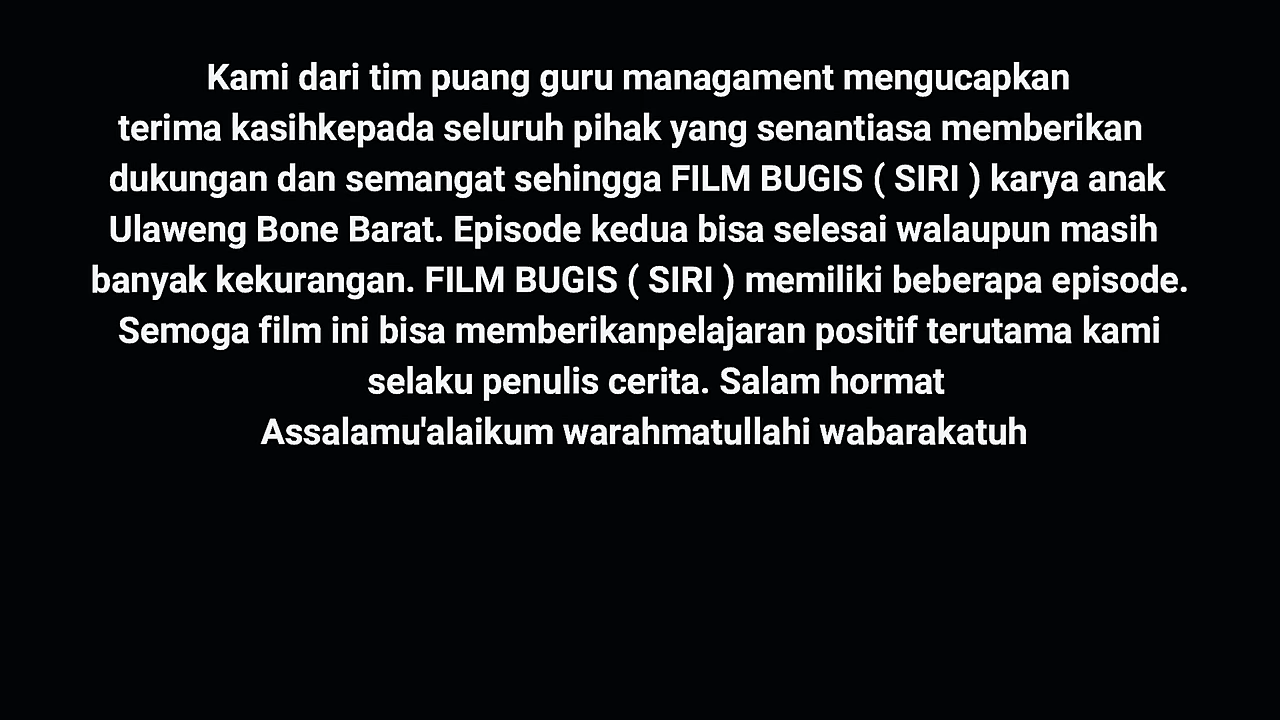 Kami dari tim puang guru managament mengucapkan
terima kasihkepada seluruh pihak yang senantiasa memberikan
dukungan dan semangat sehingga FILM BUGIS ( SIRI ) karya anak
Ulaweng Bone Barat. Episode kedua bisa selesai walaupun masih
banyak kekurangan. FILM BUGIS ( SIRI ) memiliki beberapa episode.
Semoga film ini bisa memberikanpelajaran positif terutama kami
selaku penulis cerita. Salam hormat
Assalamu'alaikum warahmatullahi wabarakatuh